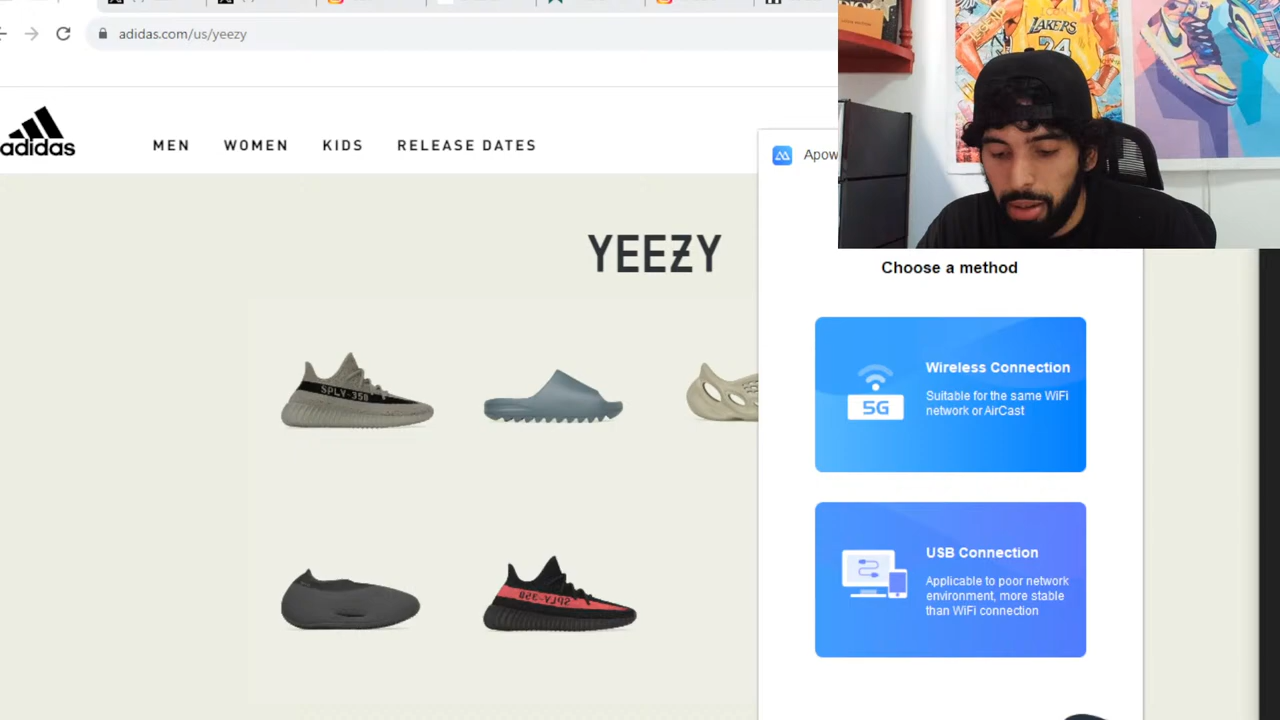 adidas.com/us/yeezy
adidas
MEN WOMEN KIDS RELEASE DATES
Apow
LAKERS
24
YEEZY
Choose a method
SPLY-350
Wireless Connection
Suitable for the same WiFi
network or AirCast
5G
USB Connection
Applicable to poor network
environment, more stable
than WiFi connection